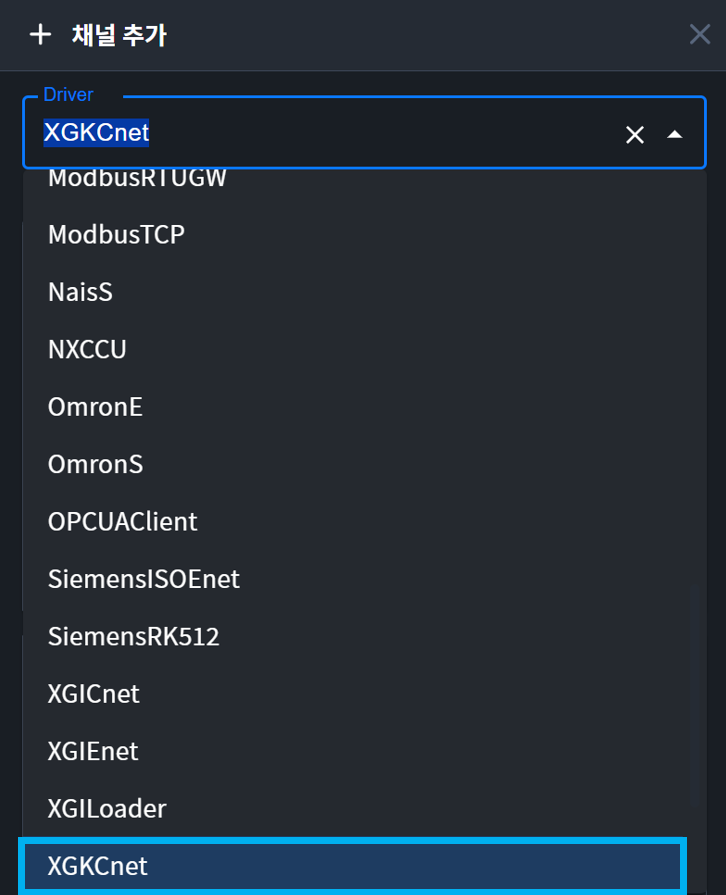 채널 추가
Driver
XGKCnet
ModbusRTUGW
ModbusTCP
NaisS
NXCCU
OmronE
OmronS
OPCUAClient
SiemensISOEnet
SiemensRK512
XGICnet
XGIEnet
XGILoader
XGKCnet